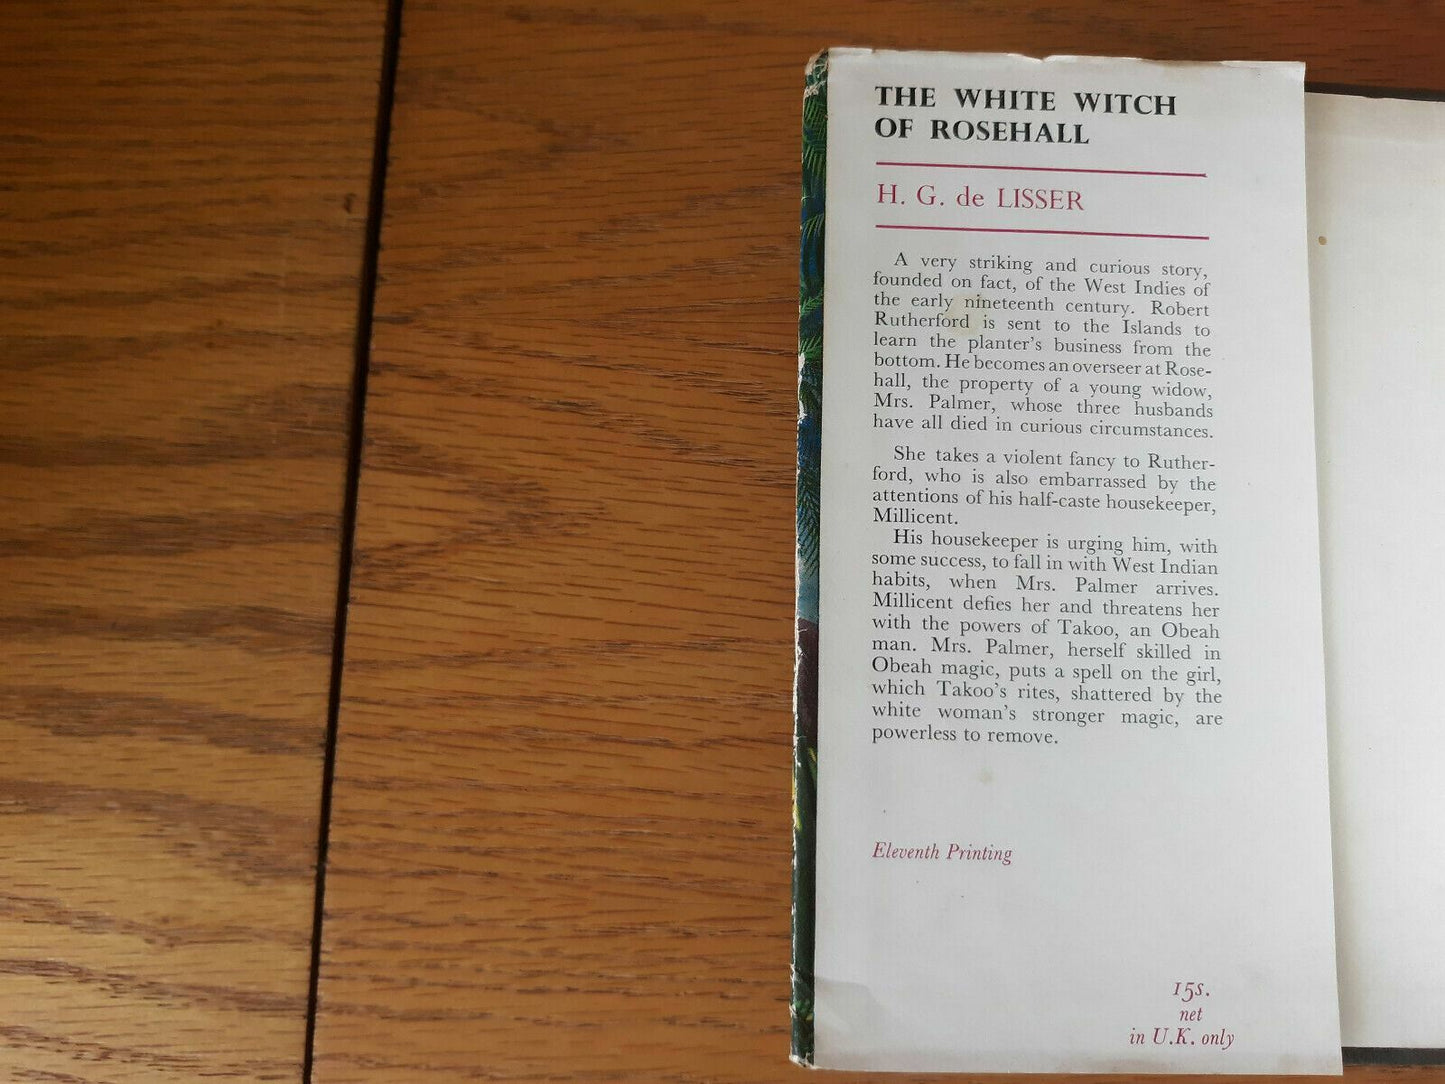 THE WHITE WITCH
OF ROSEHALL
H. G. de LISSER
A very striking and curious story,
founded on fact, of the West Indies of
the early nineteenth century. Robert
Rutherford is sent to the Islands to
learn the planter's business from the
bottom. He becomes an overseer at Rose-
hall, the property of a young widow,
Mrs. Palmer, whose three husbands
have all died in curious circumstances.
She takes a violent fancy to Ruther-
ford, who is also embarrassed by the
attentions of his half-caste housekeeper,
Millicent.
His housekeeper is urging him, with
some success, to fall in with West Indian
habits, when Mrs. Palmer arrives.
Millicent defies her and threatens her
with the powers of Takoo, an Obeah
man. Mrs. Palmer, herself skilled in
Obeah magic, puts a spell on the girl,
which Takoo's rites, shattered by the
white woman's stronger magic, are
powerless to remove.
Eleventh Printing
15s.
net
in U.K. only